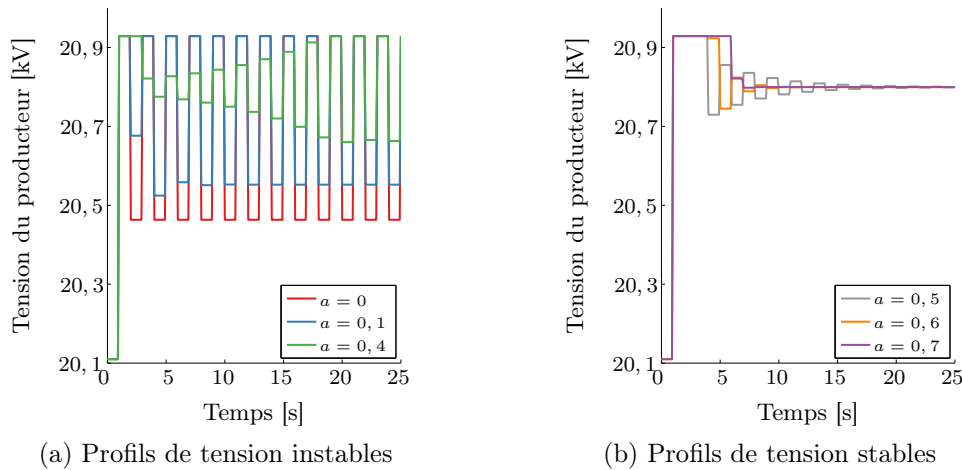 Tension du producteur [kV]
20, 9
20, 7
20, 5
20, 3
20, 1
0
5
10
15
20
25
Temps [s]
a = 0
a = 0, 1
a = 0, 4
(a) Profils de tension instables
Tension du producteur [kV]
20, 9
20, 7
20, 5
20, 3
20, 1
0
5
10
15
20
25
Temps [s]
a = 0, 5
a = 0, 6
a = 0, 7
(b) Profils de tension stables